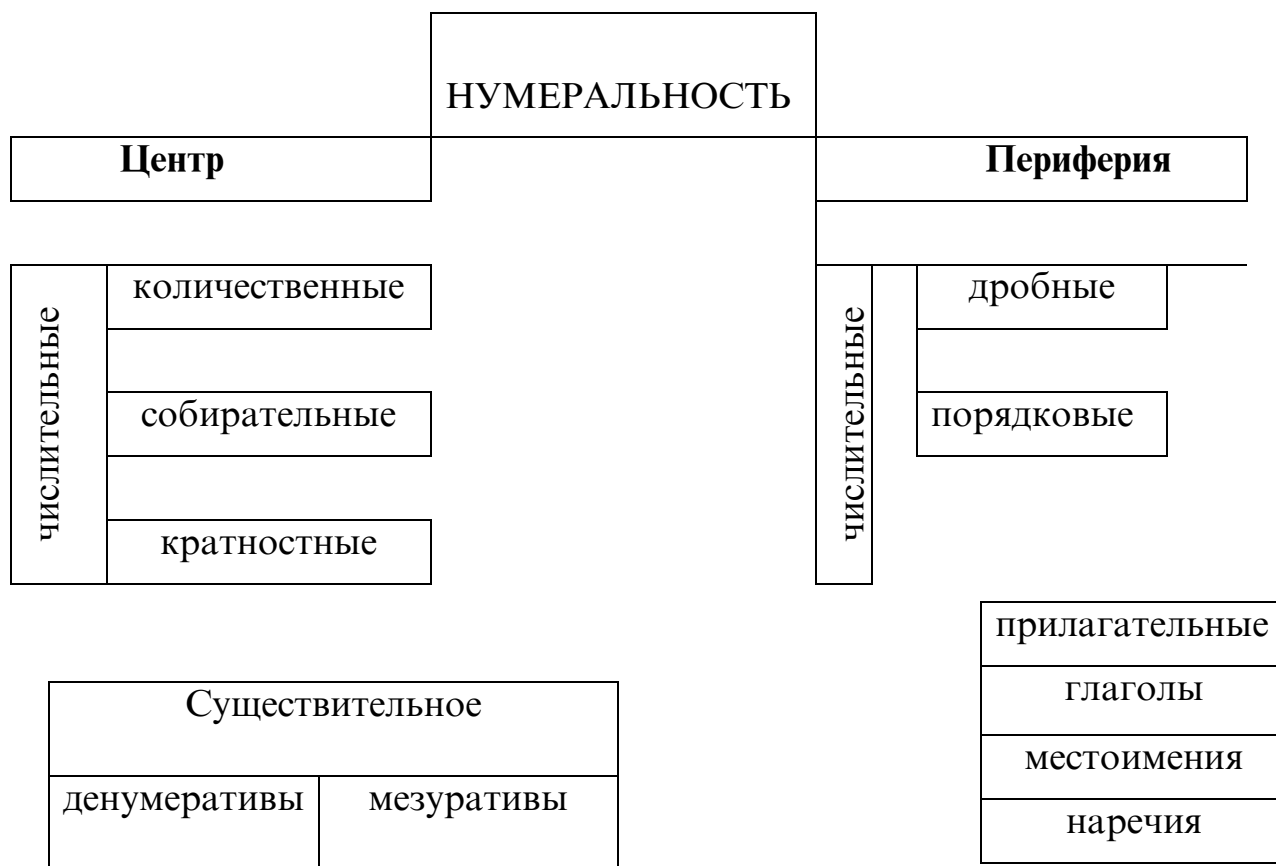 НУМЕРАЛЬНОСТЬ
Центр
Периферия
числительные
количественные
собирательные
кратностные
числительные
дробные
порядковые
Существительное
денумеративы
мезуративы
прилагательные
глаголы
местоимения
наречия